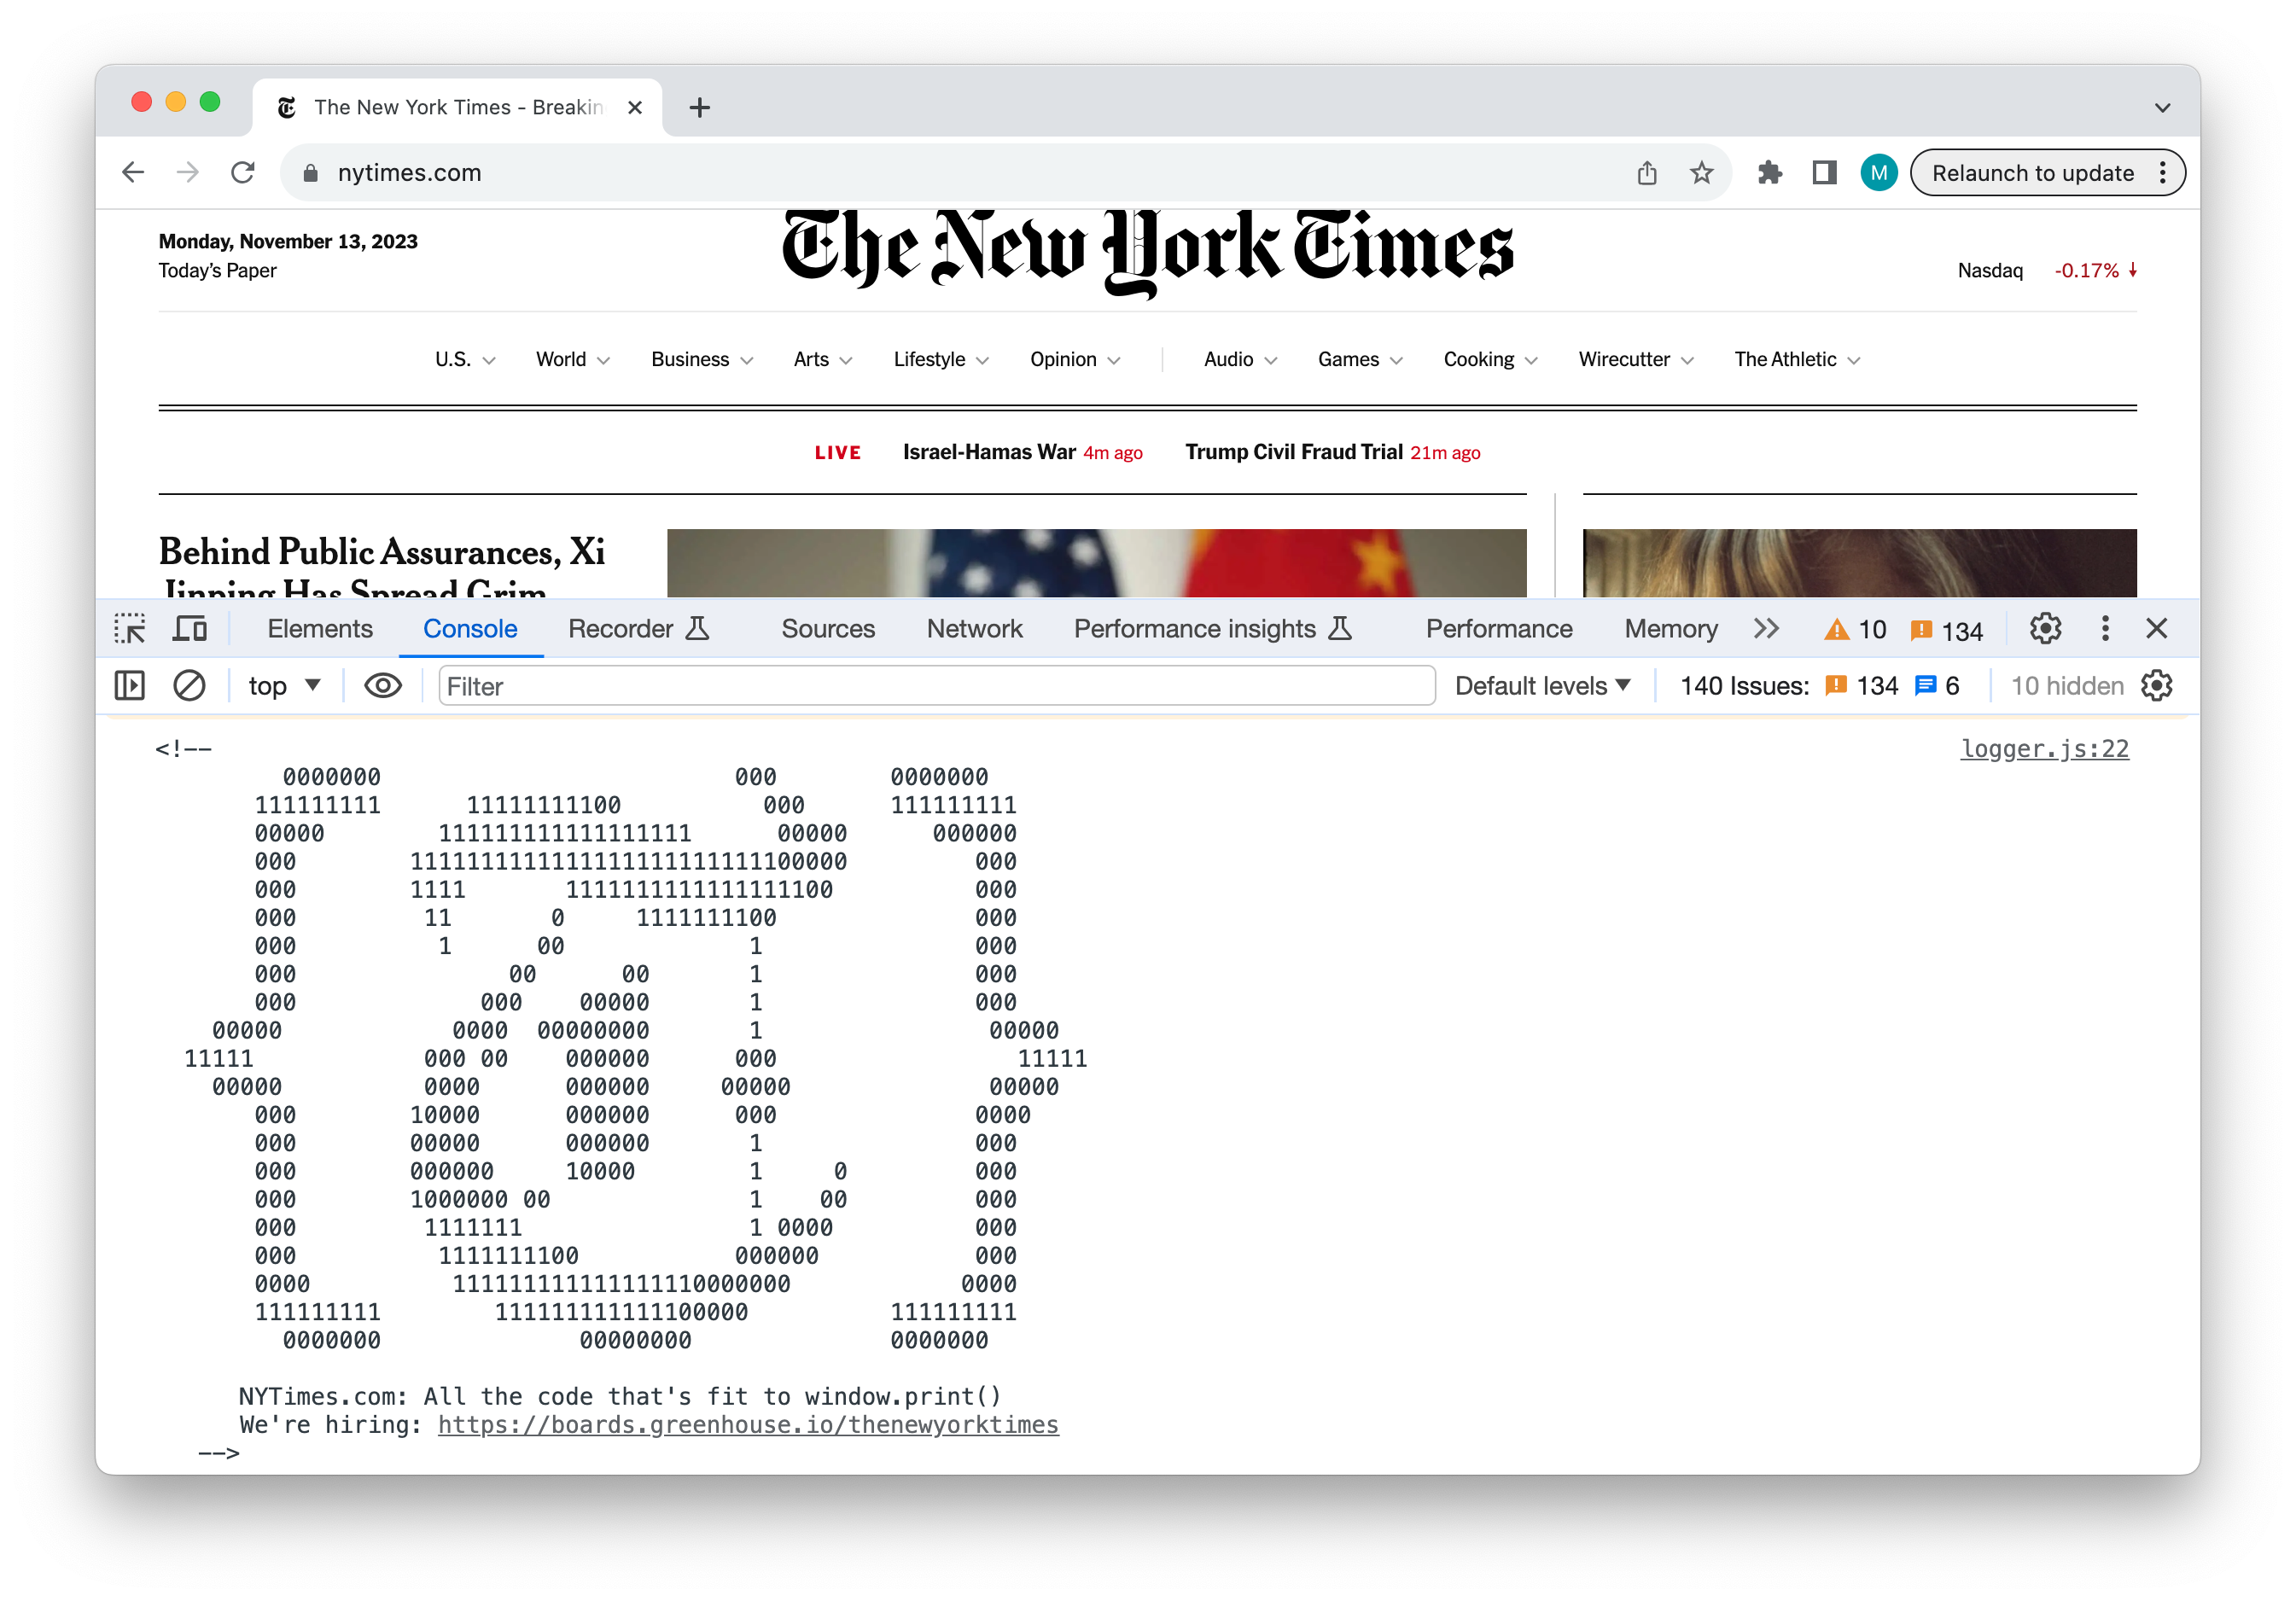 The New York Times - Breakin
nytimes.com
M
Relaunch to update
Monday, November 13, 2023
Today's Paper
The New York Times
Nasdaq -0.17%
U.S. World Business Arts Lifestyle Opinion Audio Games Cooking Wirecutter The Athletic
LIVE Israel-Hamas War 4m ago Trump Civil Fraud Trial 21m ago
Behind Public Assurances, Xi
Jinping Has Spread Grim
Elements Console Recorder Sources Network Performance insights Performance Memory 10 134
top Filter Default levels 140 Issues: 134 6 10 hidden
<!-- logger.js:22
         0000000                         000        0000000
       111111111      11111111100          000      111111111
       00000        111111111111111111      00000      000000
       000        1111111111111111111111111100000         000
       000        1111       1111111111111111100          000
       000         11       0     1111111100              000
       000          1      00             1               000
       000               00      00       1               000
       000             000    00000       1               000
    00000            0000  00000000       1                00000
  11111            000 00    000000      000                 11111
    00000          0000      000000     00000              00000
       000        10000      000000      000              0000
       000        00000      000000       1               000
       000        000000     10000        1     0         000
       000        1000000 00              1    00         000
       000         1111111                1 0000          000
       000          1111111100           000000           000
       0000          111111111111111110000000            0000
       111111111        111111111111100000          111111111
         0000000              00000000              0000000
NYTimes.com: All the code that's fit to window.print()
We're hiring: https://boards.greenhouse.io/thenewyorktimes
-->